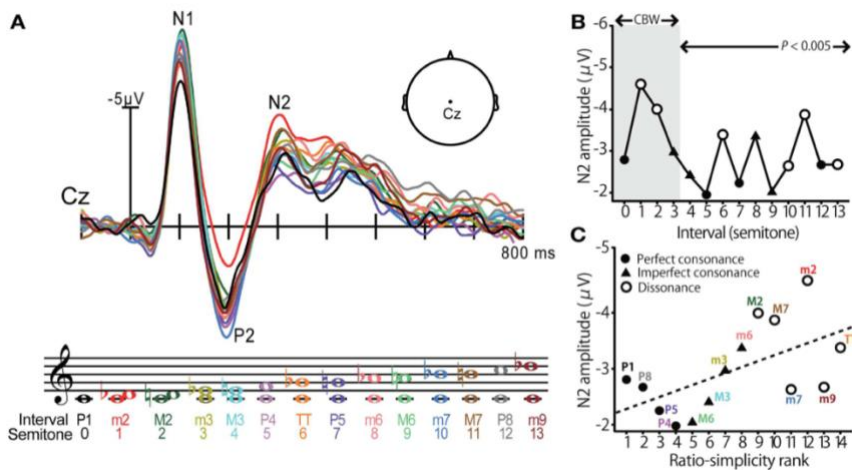 A
N1
-5µV
N2
Cz
Cz
800 ms
P2
Interval P1 m2 M2 m3 M3 P4 TT P5 m6 M6 m7 M7 P8 m9
Semitone 0 1 2 3 4 5 6 7 8 9 10 11 12 13
B
CBW
P < 0.005
N2 amplitude (µV)
-6
-5
-4
-3
-2
0 1 2 3 4 5 6 7 8 9 10 11 12 13
Interval (semitone)
C
Perfect consonance
Imperfect consonance
Dissonance
N2 amplitude (µV)
-5
-4
-3
-2
P1
P8
P5
P4
M6
M3
m3
m6
M2
M7
m7
m2
m9
1 2 3 4 5 6 7 8 9 10 11 12 13 14
Ratio-simplicity rank